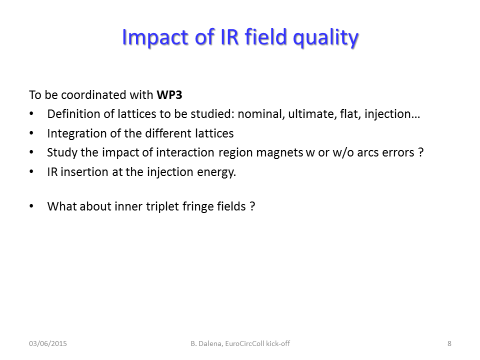 Impact of IR field quality
To be coordinated with WP3
• Definition of lattices to be studied: nominal, ultimate, flat, injection…
• Integration of the different lattices
• Study the impact of interaction region magnets w or w/o arcs errors ?
• IR insertion at the injection energy.
• What about inner triplet fringe fields ?
03/06/2015 B. Dalena, EuroCircColl kick-off 8